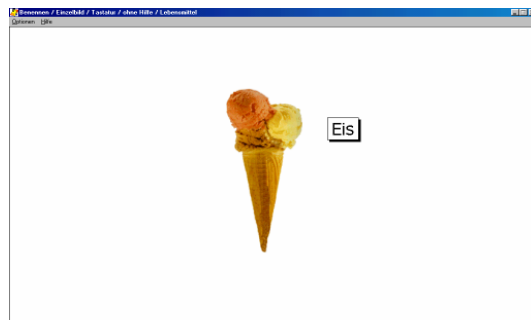 Benennen / Einzelbild / Tastatur / ohne Hilfe / Lebensmittel
Optionen Hilfe
Eis